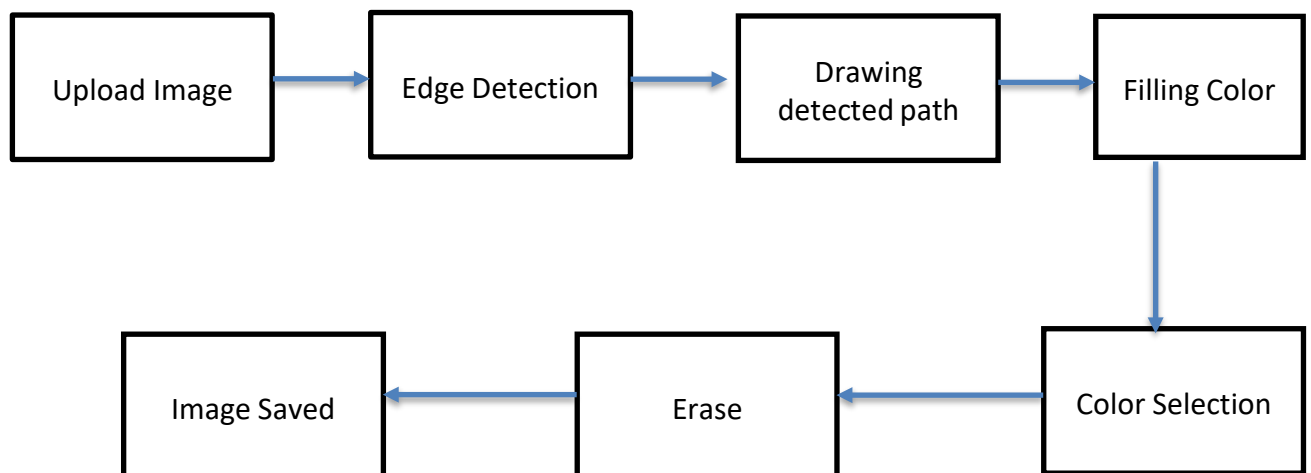 Upload Image
Edge Detection
Drawing
detected path
Filling Color
Color Selection
Erase
Image Saved